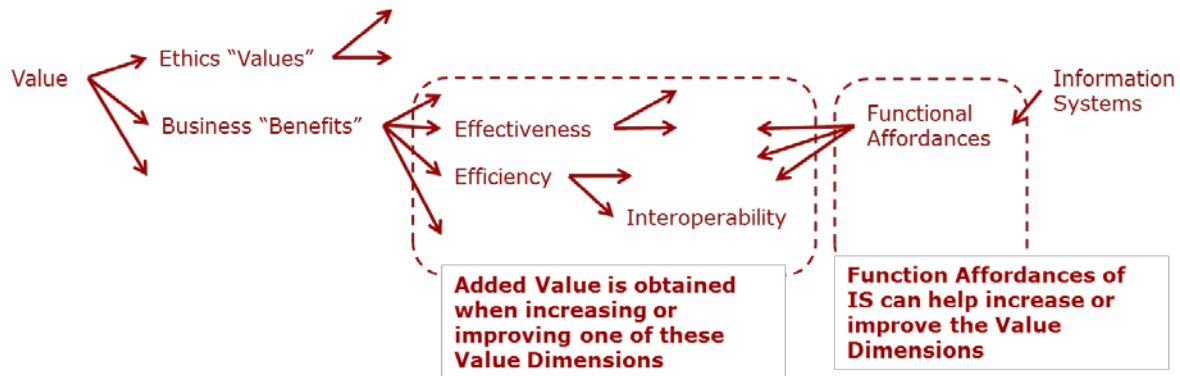 Value
Ethics “Values”
Business “Benefits”
Effectiveness
Efficiency
Interoperability
Functional
Affordances
Information
Systems
Added Value is obtained
when increasing or
improving one of these
Value Dimensions
Function Affordances of
IS can help increase or
improve the Value
Dimensions